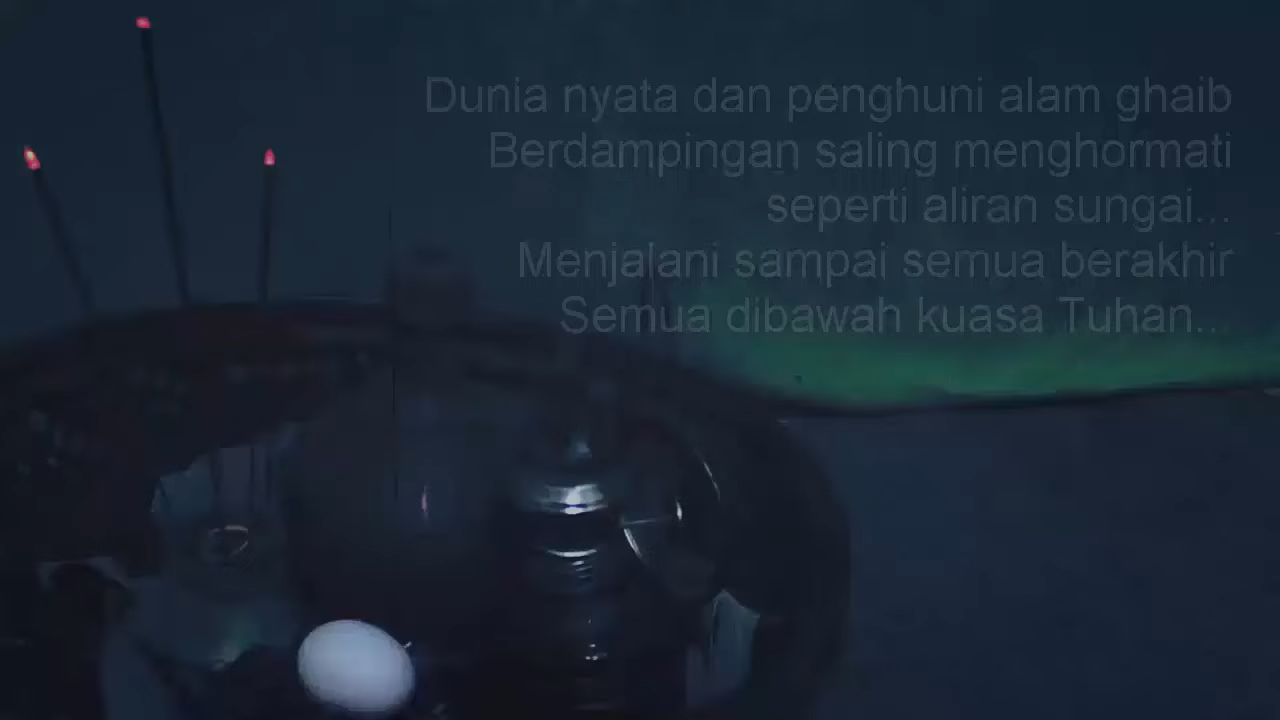 Dunia nyata dan penghuni alam ghaib
Berdampingan saling menghormati
seperti aliran sungai...
Menjalani sampai semua berakhir
Semua dibawah kuasa Tuhan..